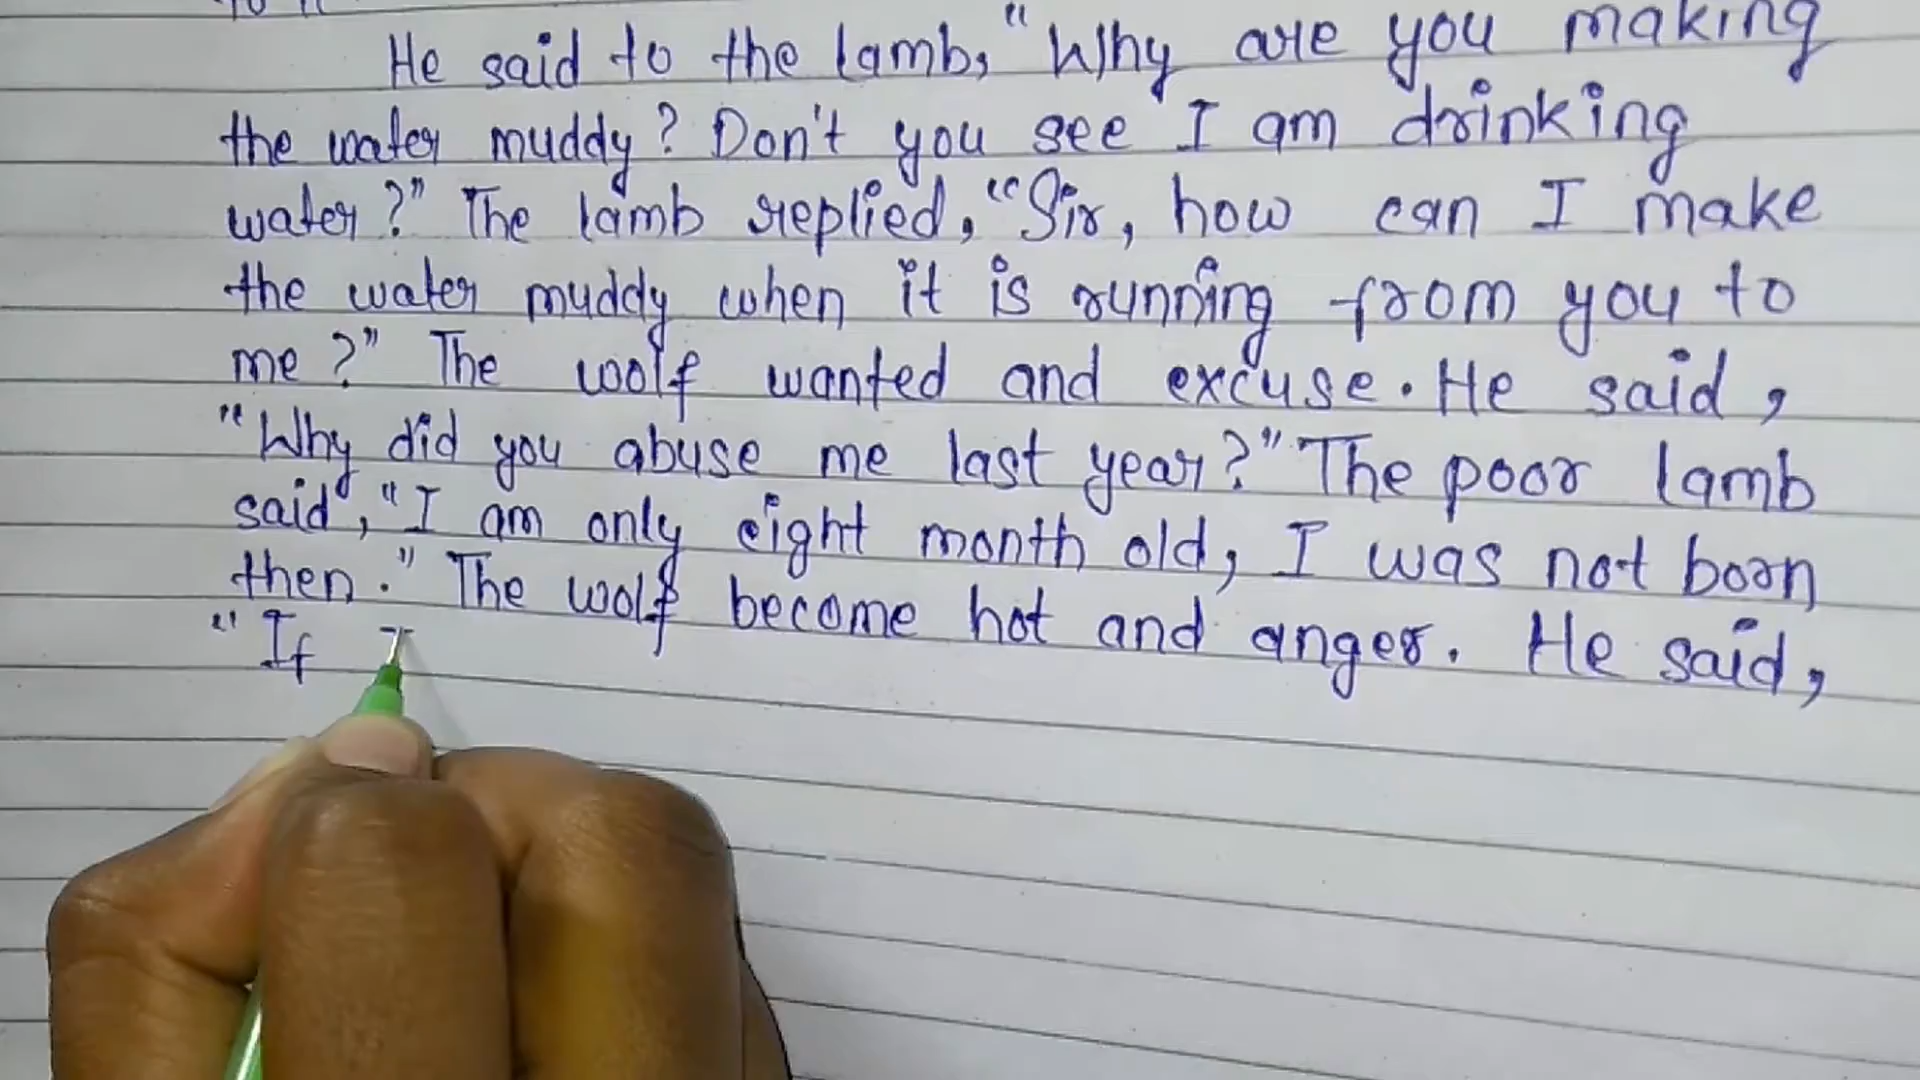 He said to the lamb, "Why are you making
the water muddy? Don't you see I am drinking
water?" The lamb replied, "Sir, how can I make
the water muddy when it is running from you to
me?" The wolf wanted and excuse. He said,
"Why did you abuse me last year?" The poor lamb
said, "I am only eight month old, I was not born
then." The wolf become hot and anger. He said,
"If